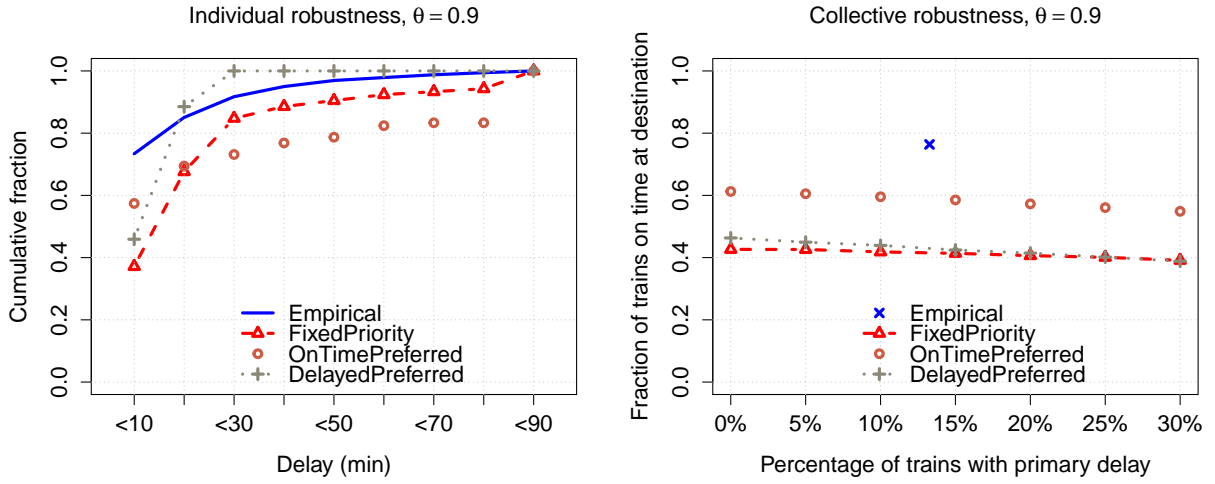 Individual robustness, θ = 0.9
Cumulative fraction
1.0
0.8
0.6
0.4
0.2
0.0
Empirical
FixedPriority
OnTimePreferred
DelayedPreferred
<10 <30 <50 <70 <90
Delay (min)
Collective robustness, θ = 0.9
Fraction of trains on time at destination
1.0
0.8
0.6
0.4
0.2
0.0
Empirical
FixedPriority
OnTimePreferred
DelayedPreferred
0% 5% 10% 15% 20% 25% 30%
Percentage of trains with primary delay